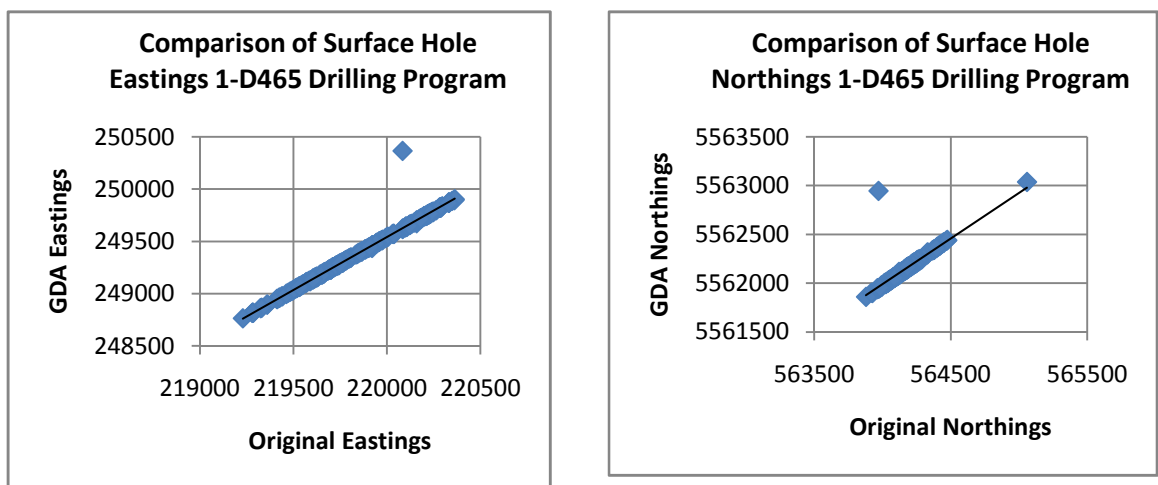 Comparison of Surface Hole
Eastings 1-D465 Drilling Program
GDA Eastings
250500
250000
249500
249000
248500
219000 219500 220000 220500
Original Eastings
Comparison of Surface Hole
Northings 1-D465 Drilling Program
GDA Northings
5563500
5563000
5562500
5562000
5561500
563500 564500 565500
Original Northings